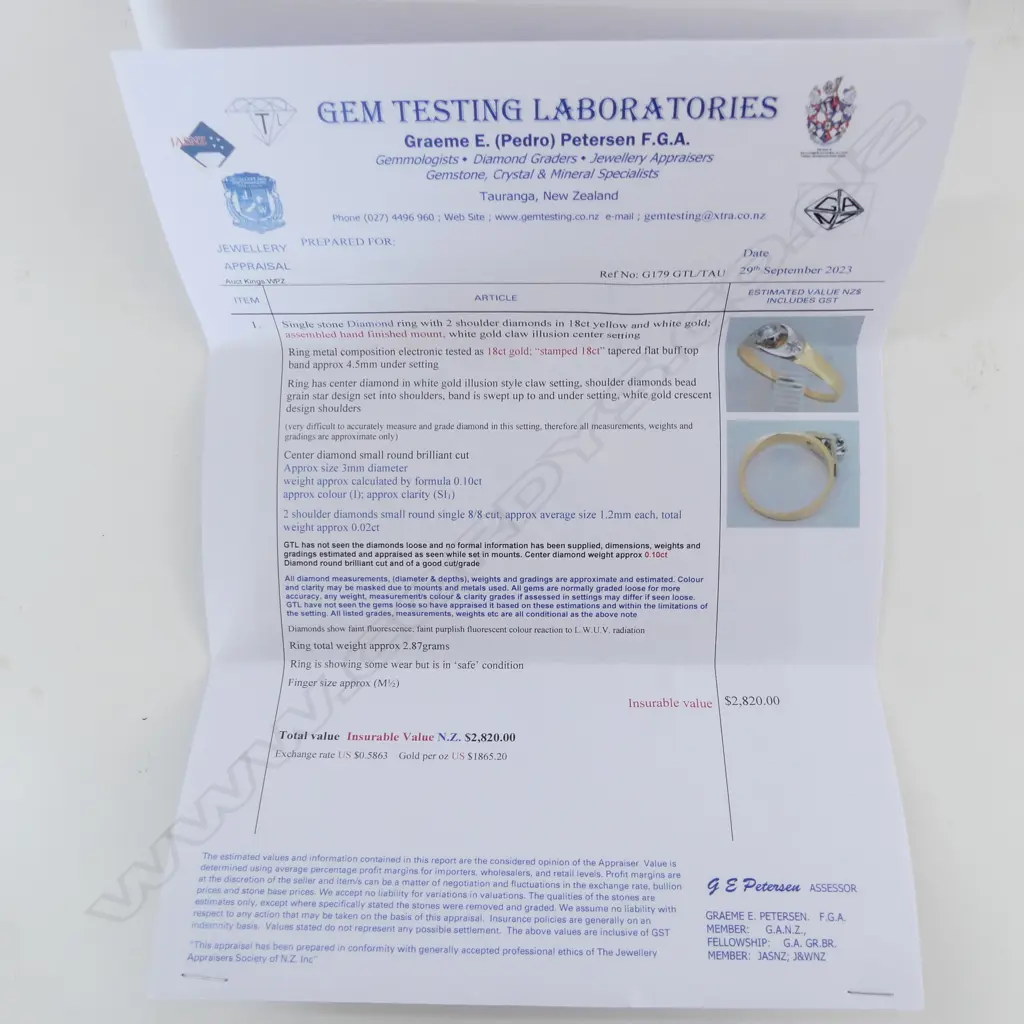 GEM TESTING LABORATORIES
Graeme E. (Pedro) Petersen F.G.A.
Gemmologists • Diamond Graders • Jewellery Appraisers
Gemstone, Crystal & Mineral Specialists
Tauranga, New Zealand
Phone (027) 4496 960 ; Web Site ; www.gemtesting.co.nz e-mail ; gemtesting@xtra.co.nz
JASNZ
T
GANZ
JEWELLERY
APPRAISAL
Auct Kings WPZ
PREPARED FOR:
Ref No: G179 GTL/TAU
Date
29th September 2023
ITEM
ARTICLE
ESTIMATED VALUE NZ$
INCLUDES GST
1.
Single stone Diamond ring with 2 shoulder diamonds in 18ct yellow and white gold;
assembled hand finished mount, white gold claw illusion center setting
Ring metal composition electronic tested as 18ct gold; “stamped 18ct” tapered flat buff top
band approx 4.5mm under setting
Ring has center diamond in white gold illusion style claw setting, shoulder diamonds bead
grain star design set into shoulders, band is swept up to and under setting, white gold crescent
design shoulders
(very difficult to accurately measure and grade diamond in this setting, therefore all measurements, weights and
gradings are approximate only)
Center diamond small round brilliant cut
Approx size 3mm diameter
weight approx calculated by formula 0.10ct
approx colour (I); approx clarity (SI₁)
2 shoulder diamonds small round single 8/8 cut, approx average size 1.2mm each, total
weight approx 0.02ct
GTL has not seen the diamonds loose and no formal information has been supplied, dimensions, weights and
gradings estimated and appraised as seen while set in mounts. Center diamond weight approx 0.10ct
Diamond round brilliant cut and of a good cut/grade
All diamond measurements, (diameter & depths), weights and gradings are approximate and estimated. Colour
and clarity may be masked due to mounts and metals used. All gems are normally graded loose for more
accuracy, any weight, measurement/s colour & clarity grades if assessed in settings may differ if seen loose.
GTL have not seen the gems loose so have appraised it based on these estimations and within the limitations of
the setting. All listed grades, measurements, weights etc are all conditional as the above note
Diamonds show faint fluorescence, faint purplish fluorescent colour reaction to L.W.U.V. radiation
Ring total weight approx 2.87grams
Ring is showing some wear but is in ‘safe’ condition
Finger size approx (M½)
Insurable value
$2,820.00
Total value Insurable Value N.Z. $2,820.00
Exchange rate US $0.5863 Gold per oz US $1865.20
The estimated values and information contained in this report are the considered opinion of the Appraiser. Value is
determined using average percentage profit margins for importers, wholesalers, and retail levels. Profit margins are
at the discretion of the seller and item/s can be a matter of negotiation and fluctuations in the exchange rate, bullion
prices and stone base prices. We accept no liability for variations in valuations. The qualities of the stones are
estimates only, except where specifically stated the stones were removed and graded. We assume no liability with
respect to any action that may be taken on the basis of this appraisal. Insurance policies are generally on an
indemnity basis. Values stated do not represent any possible settlement. The above values are inclusive of GST
"This appraisal has been prepared in conformity with generally accepted professional ethics of The Jewellery
Appraisers Society of N.Z. Inc"
G E Petersen ASSESSOR
GRAEME E. PETERSEN. F.G.A.
MEMBER: G.A.N.Z.,
FELLOWSHIP: G.A. GR.BR.
MEMBER: JASNZ; J&WNZ